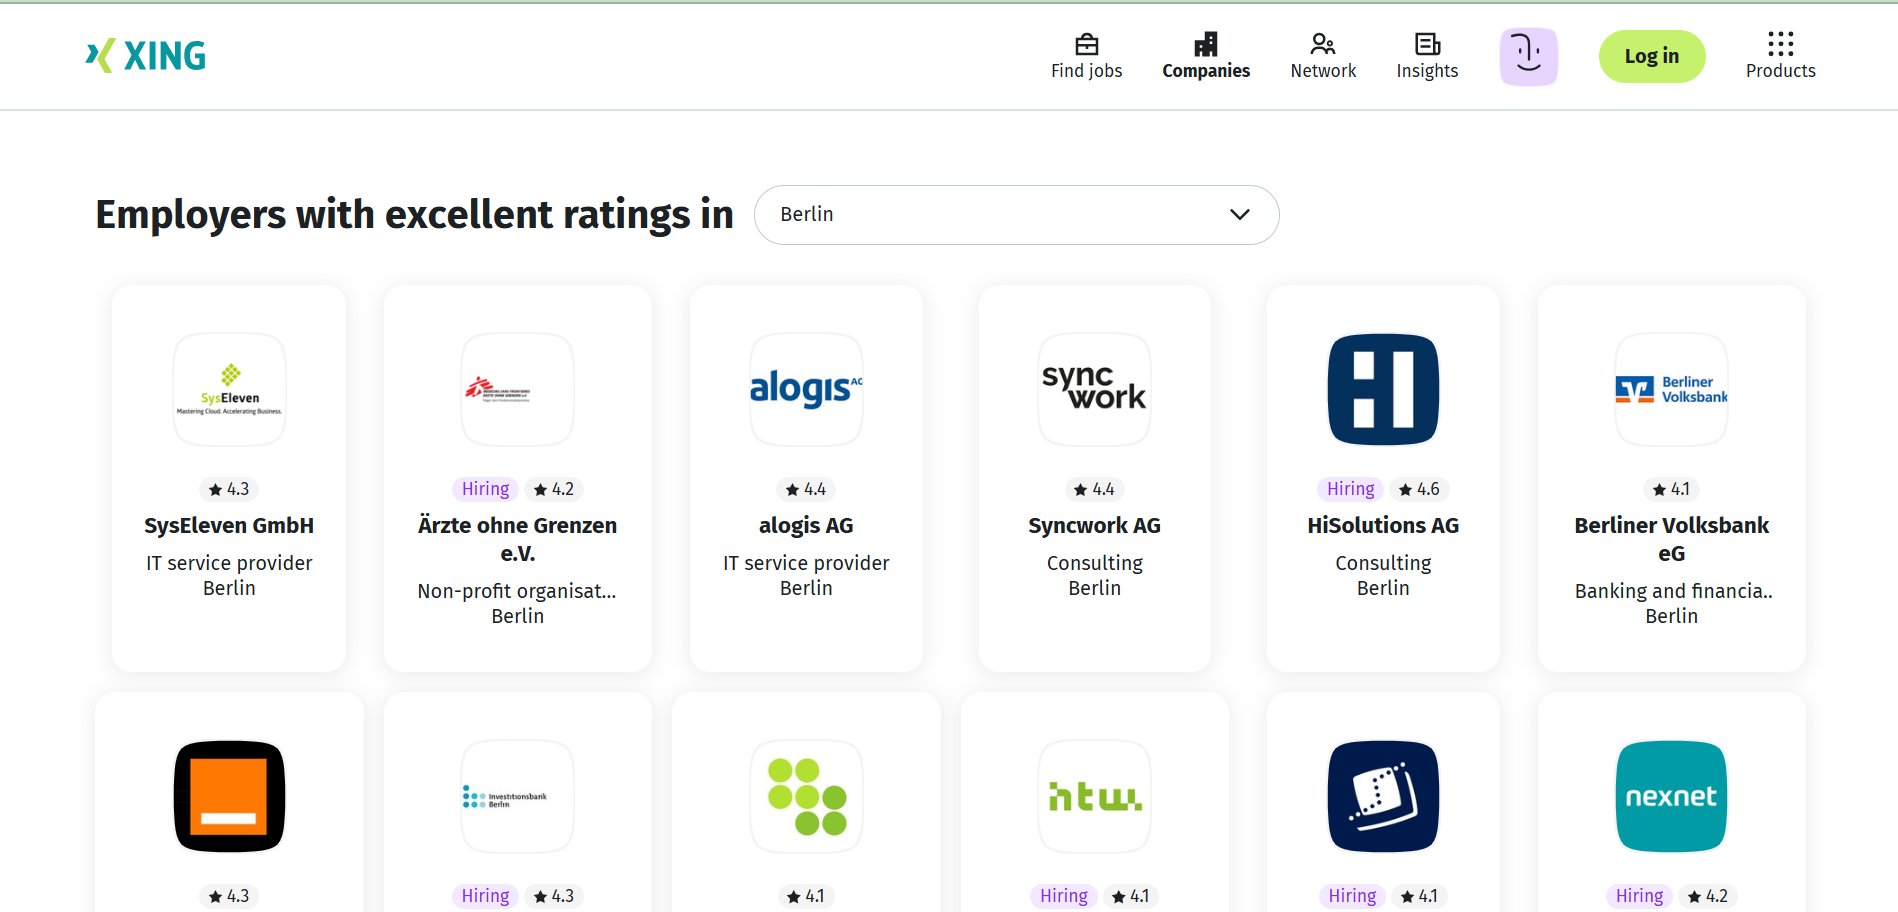 XING
Find jobs
Companies
Network
Insights
Log in
Products
Employers with excellent ratings in
Berlin
SysEleven
Mastering Cloud. Accelerating Business.
4.3
SysEleven GmbH
IT service provider
Berlin
Hiring 4.2
Ärzte ohne Grenzen
e.V.
Non-profit organisat...
Berlin
alogis AG
4.4
alogis AG
IT service provider
Berlin
sync
work
4.4
Syncwork AG
Consulting
Berlin
HI
Hiring 4.6
HiSolutions AG
Consulting
Berlin
Berliner
Volksbank
4.1
Berliner Volksbank
eG
Banking and financia..
Berlin
4.3
Investitionsbank
Berlin
Hiring 4.3
4.1
htw.
Hiring 4.1
Hiring 4.1
nexnet
Hiring 4.2